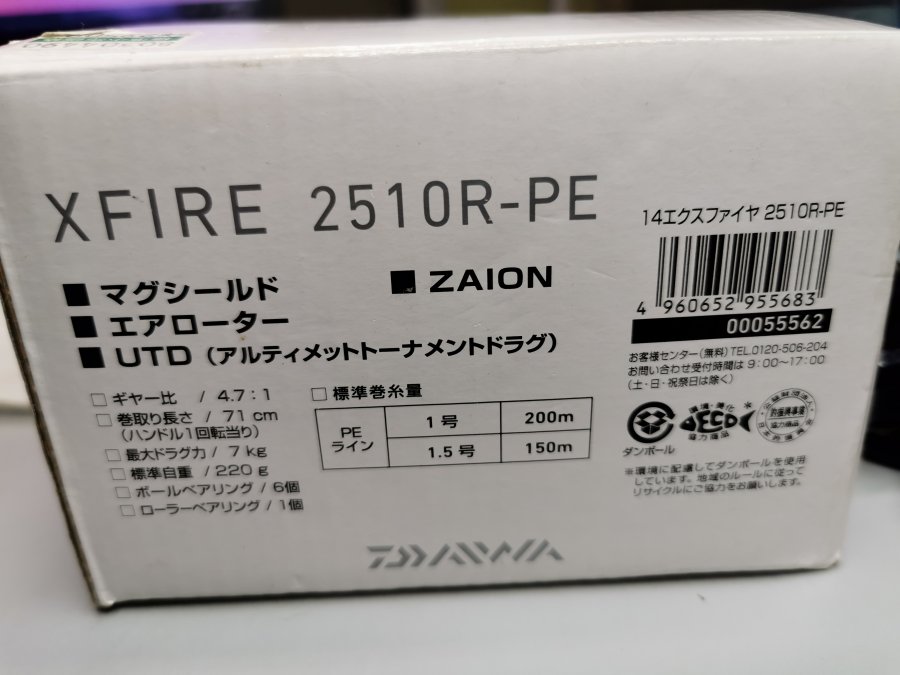 XFIRE 2510R-PE
■ マグシールド
■ ZAION
■ エアローター
■ UTD (アルティメットトーナメントドラグ)
□ ギヤー比 / 4.7:1
□ 巻取り長さ / 71 cm
(ハンドル1回転当り)
□ 最大ドラグ力 / 7 kg
□ 標準自重 / 220 g
□ ボールベアリング / 6個
□ ローラーベアリング / 1個
□ 標準巻糸量
PE
ライン
1 号 200m
1.5 号 150m
14エクスファイヤ 2510R-PE
4 960652 955683
00055562
お客様センター(無料)TEL.0120-506-204
お問い合わせ受付時間は 9:00〜17:00
(土・日・祝祭日は除く)
ダンボール
環境・浄化
ECO
協力商品
※環境に配慮してダンボールを使用
しています。地域のルールに従って
リサイクルにご協力をお願いします。
DAIWA